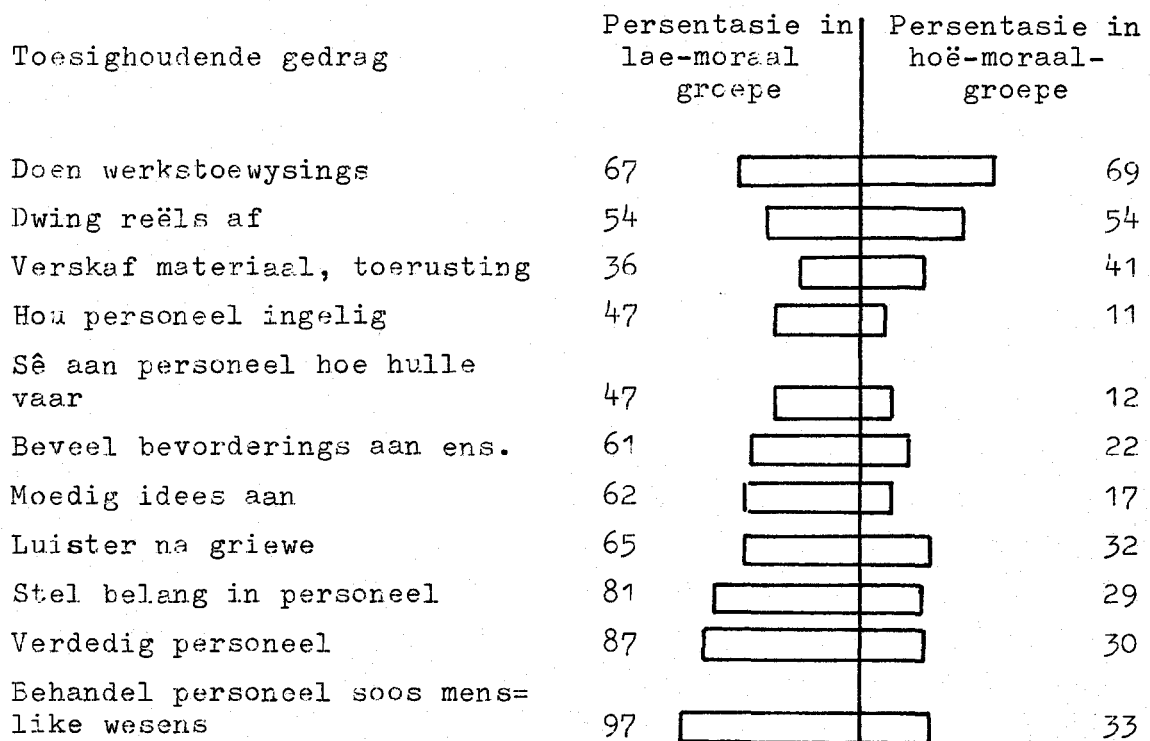 Toesighoudende gedrag
Persentasie in lae-moraal groepe
Persentasie in hoë-moraal- groepe
Doen werkstoewysings 67 69
Dwing reëls af 54 54
Verskaf materiaal, toerusting 36 41
Hou personeel ingelig 47 11
Sê aan personeel hoe hulle
vaar 47 12
Beveel bevorderings aan ens. 61 22
Moedig idees aan 62 17
Luister na griewe 65 32
Stel belang in personeel 81 29
Verdedig personeel 87 30
Behandel personeel soos mens=
like wesens 97 33